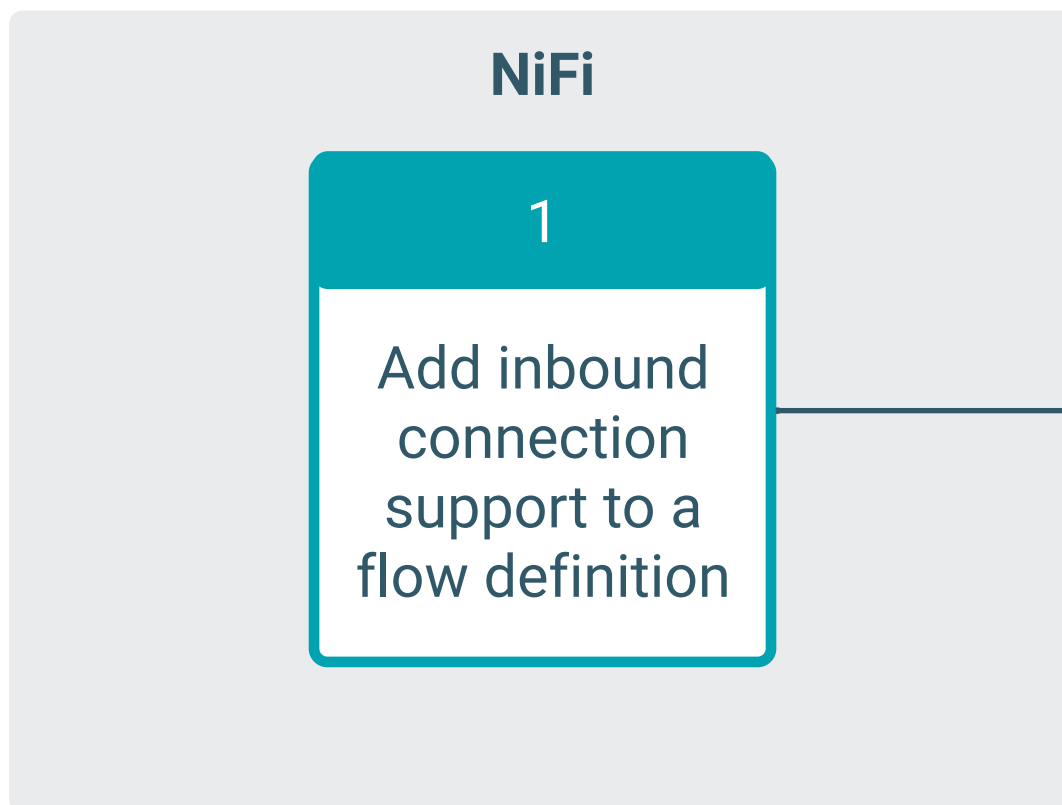 NiFi
1
Add inbound
connection
support to a
flow definition